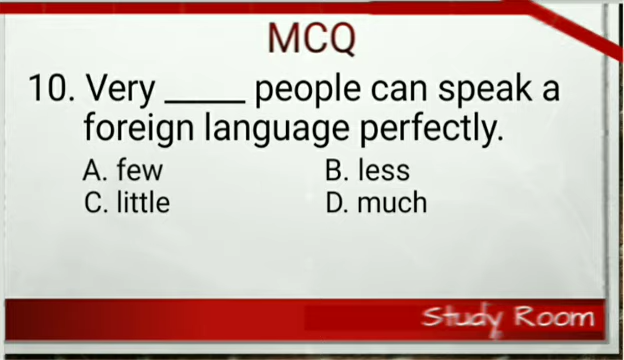 MCQ
10. Very _____ people can speak a
foreign language perfectly.
A. few B. less
C. little D. much
Study Room